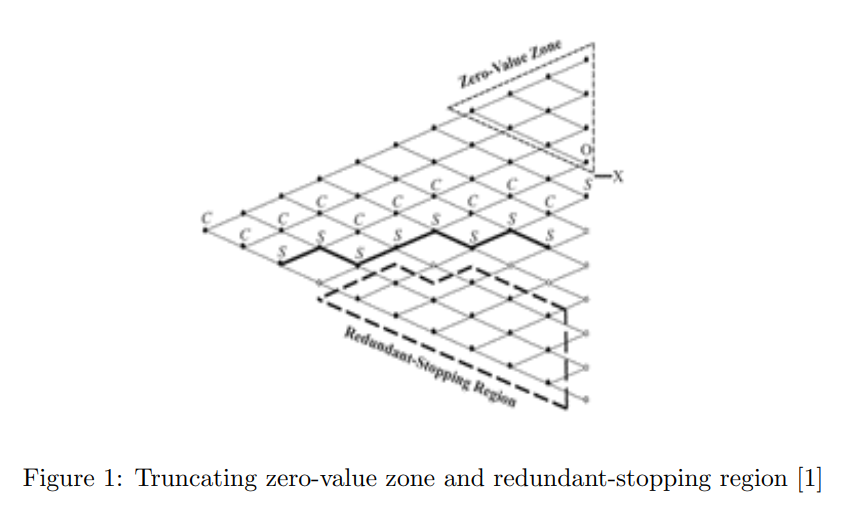 Zero-Value Zone
O
S
X
C
C
C
C
C
C
C
C
C
C
C
S
S
S
S
S
S
S
S
Redundant-Stopping Region
Figure 1: Truncating zero-value zone and redundant-stopping region [1]